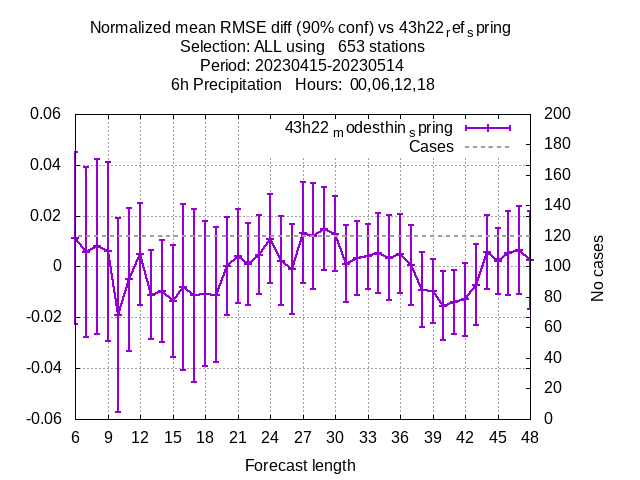 Normalized mean RMSE diff (90% conf) vs 43h22refspring
Selection: ALL using   653 stations
Period: 20230415-20230514
6h Precipitation   Hours:  00,06,12,18
0.06
0.04
0.02
0
-0.02
-0.04
-0.06
43h22modesthinspring
Cases
200
180
160
140
120
100
80
60
40
20
0
No cases
6 9 12 15 18 21 24 27 30 33 36 39 42 45 48
Forecast length